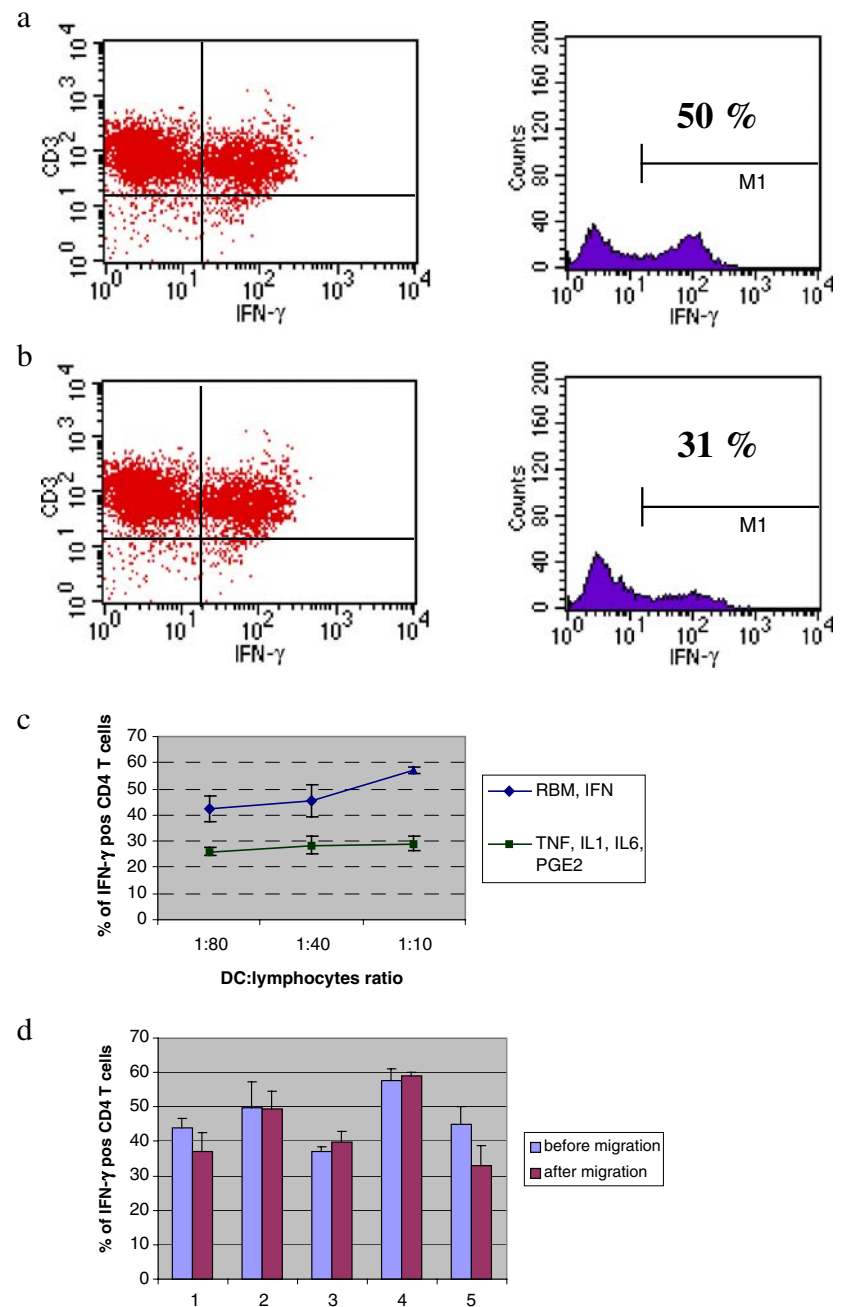 a
10^4
10^3
10^2
10^1
10^0
CD3
10^0 10^1 10^2 10^3 10^4
IFN-γ
200
160
120
80
40
0
Counts
50 %
M1
10^0 10^1 10^2 10^3 10^4
IFN-γ
b
10^4
10^3
10^2
10^1
10^0
CD3
10^0 10^1 10^2 10^3 10^4
IFN-γ
200
160
120
80
40
0
Counts
31 %
M1
10^0 10^1 10^2 10^3 10^4
IFN-γ
c
% of IFN-γ pos CD4 T cells
70
60
50
40
30
20
10
0
1:80 1:40 1:10
DC:lymphocytes ratio
RBM, IFN
TNF, IL1, IL6,
PGE2
d
% of IFN-γ pos CD4 T cells
70
60
50
40
30
20
10
0
1 2 3 4 5
before migration
after migration